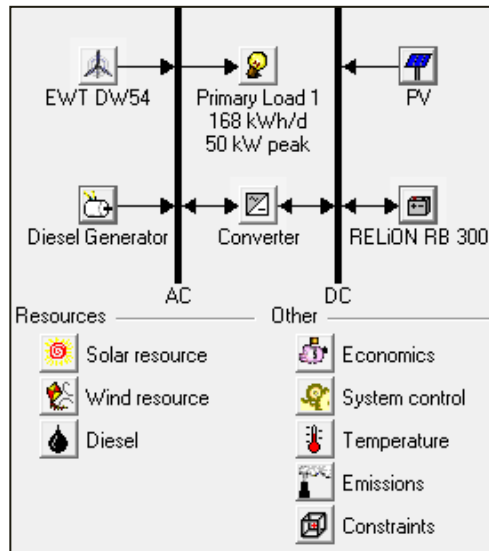 EWT DW54
Primary Load 1
168 kWh/d
50 kW peak
PV
Diesel Generator
Converter
RELiON RB 300
AC
DC
Resources
Other
Solar resource
Economics
Wind resource
System control
Diesel
Temperature
Emissions
Constraints